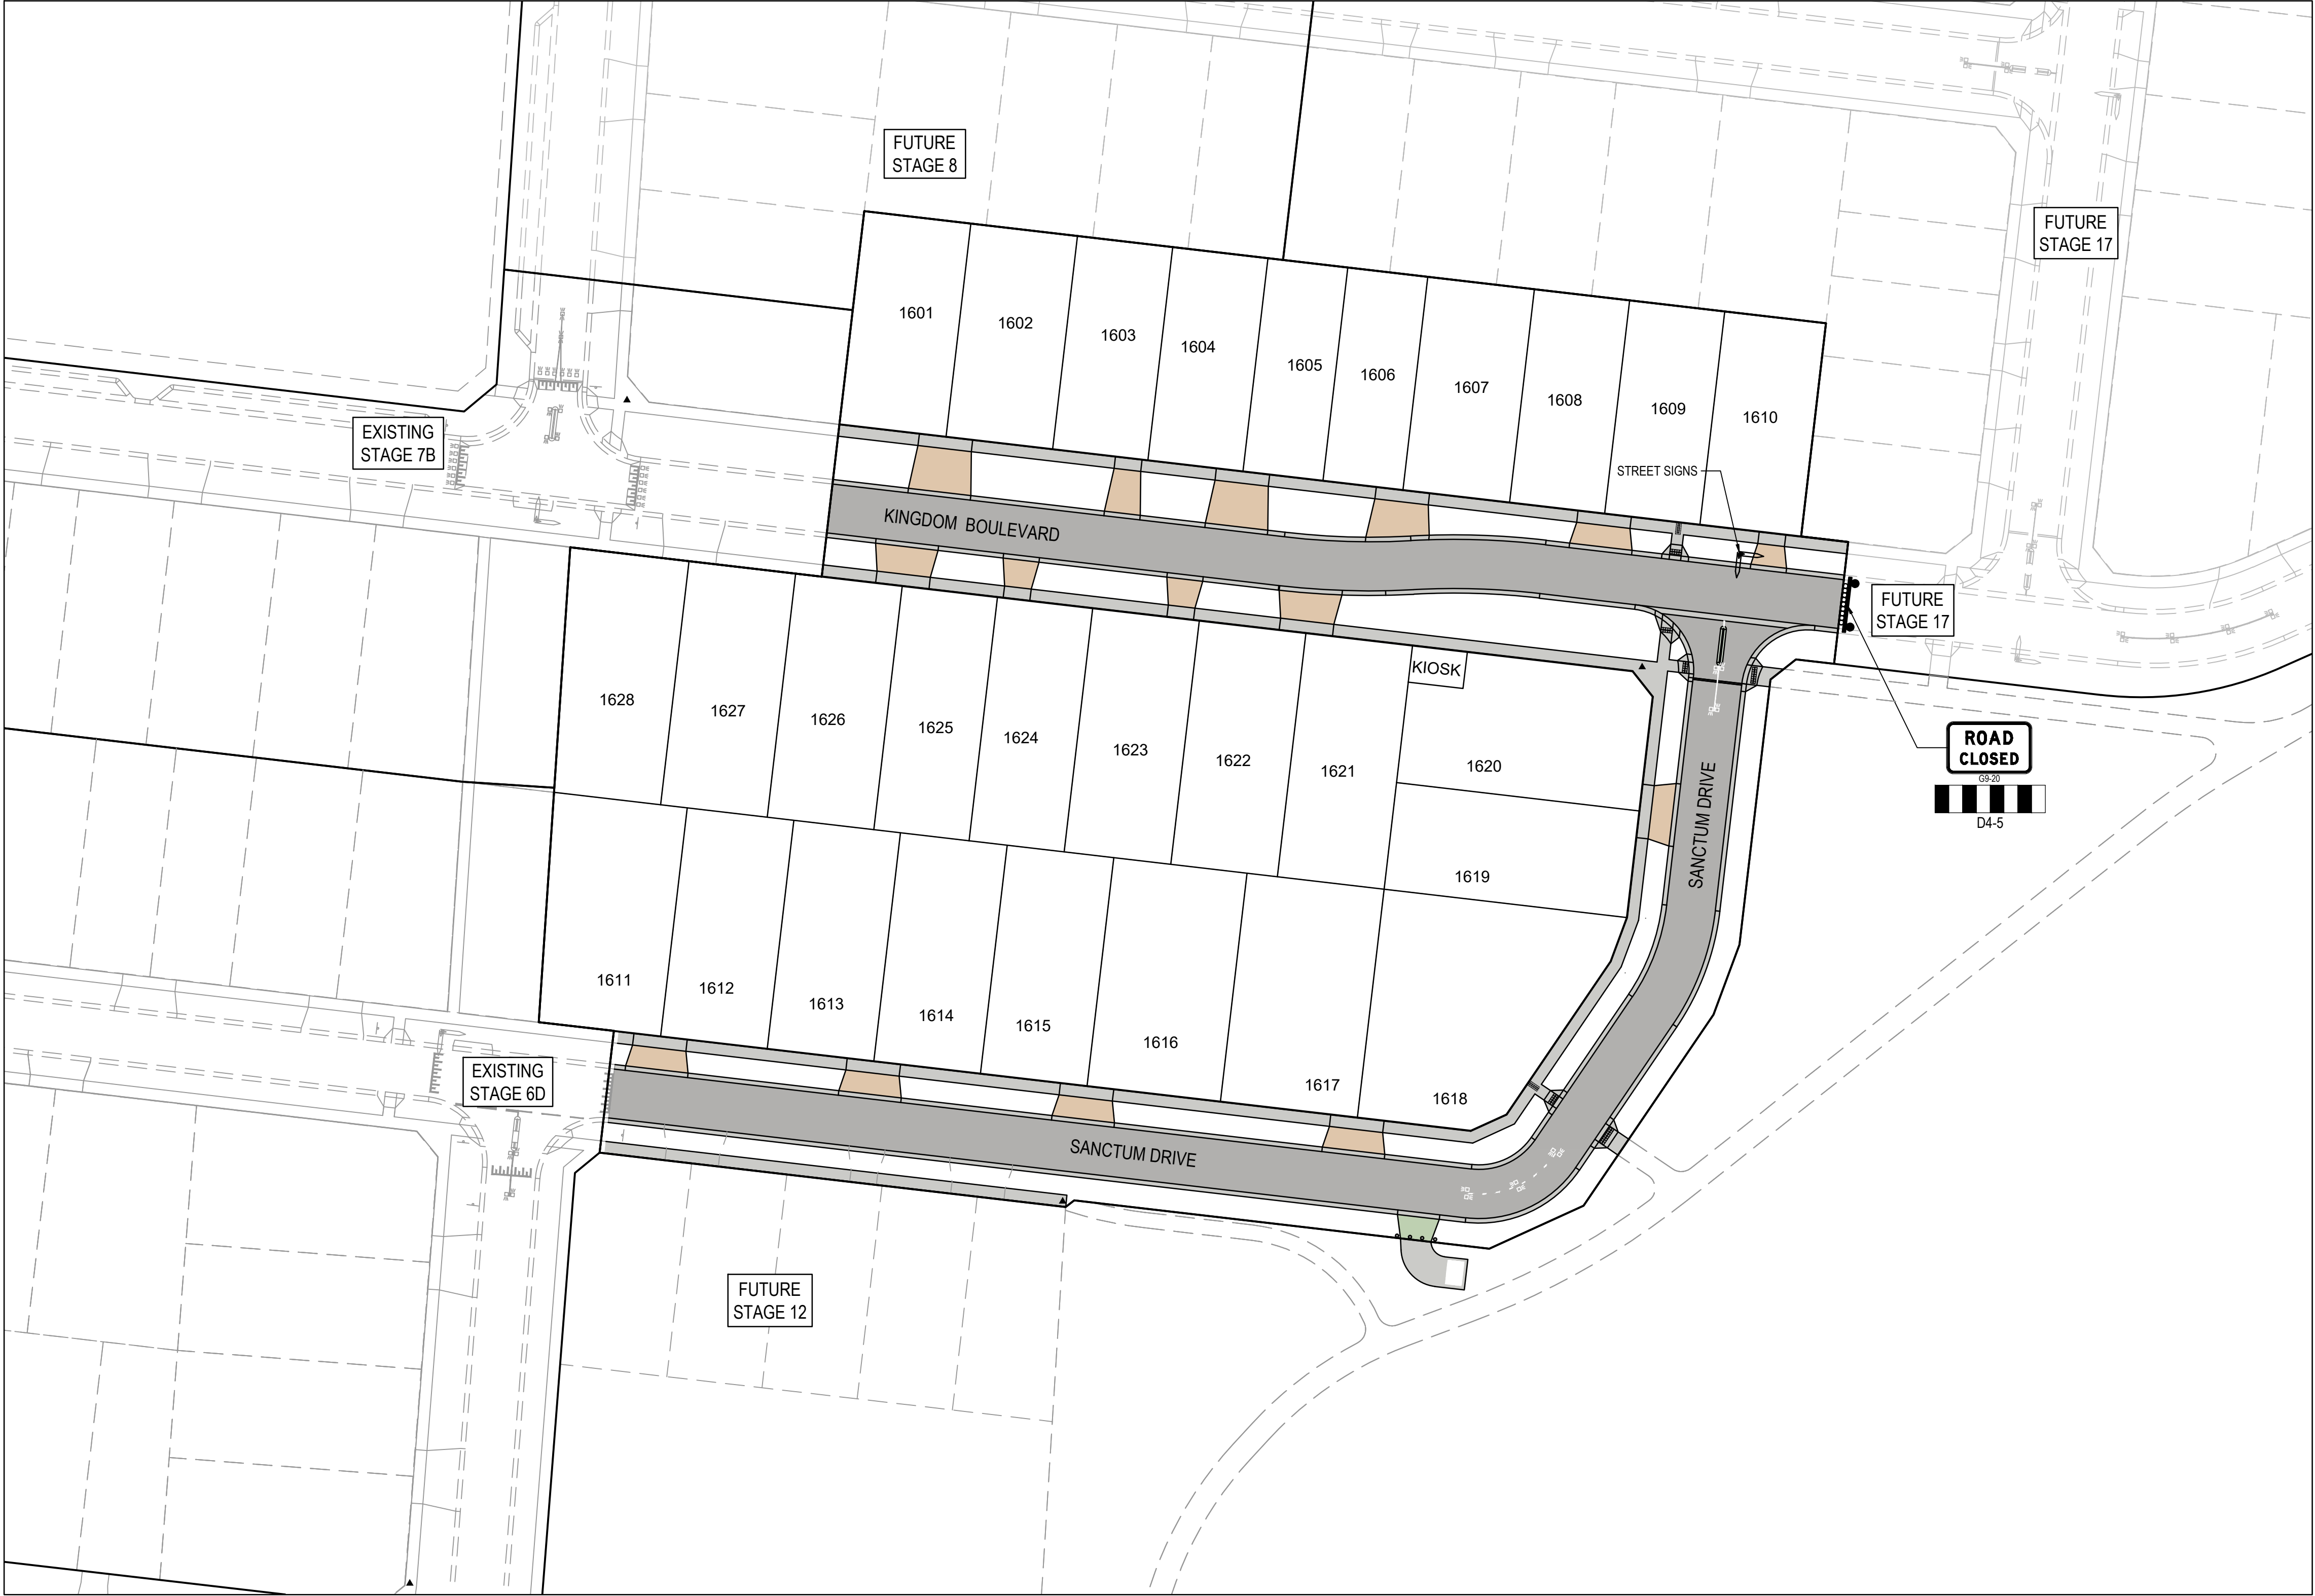 FUTURE
STAGE 8
FUTURE
STAGE 17
1601
1602
1603
1604
1605
1606
1607
1608
1609
1610
EXISTING
STAGE 7B
STREET SIGNS
KINGDOM BOULEVARD
FUTURE
STAGE 17
KIOSK
1628
1627
1626
1625
1624
1623
1622
1621
1620
ROAD
CLOSED
G9-20
D4-5
SANCTUM DRIVE
1619
1611
1612
1613
1614
1615
1616
1617
1618
EXISTING
STAGE 6D
SANCTUM DRIVE
FUTURE
STAGE 12